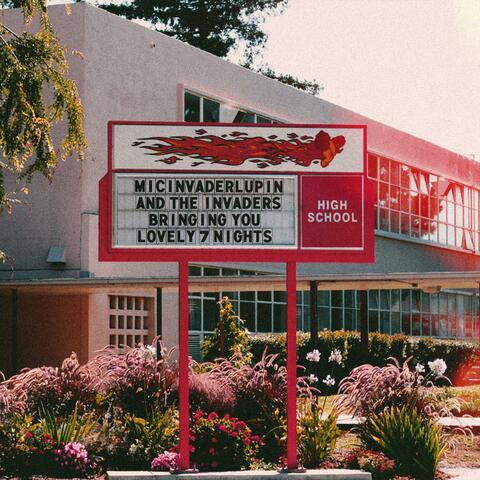 MICINVADERLUPIN
AND THE INVADERS
BRINGING YOU
LOVELY 7 NIGHTS
HIGH
SCHOOL